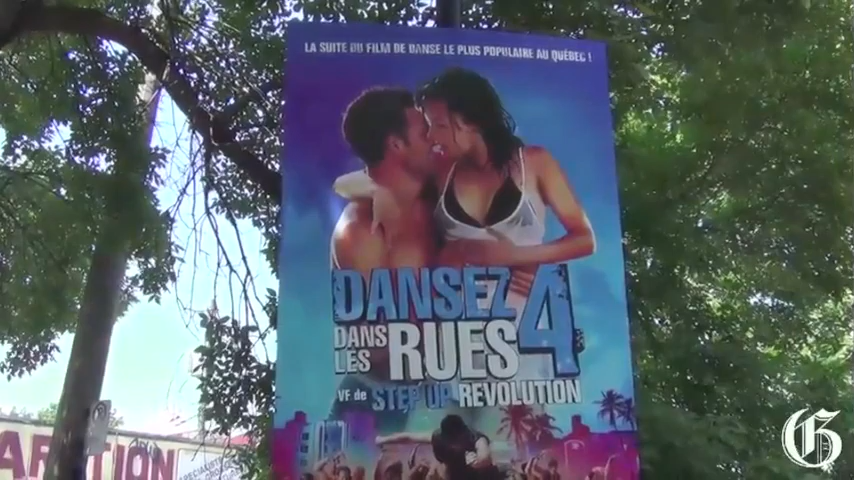 LA SUITE DU FILM DE DANSE LE PLUS POPULAIRE AU QUÉBEC !
DANSEZ
DANS
LES
RUES
4
VF de STEP UP REVOLUTION
ARATION
G